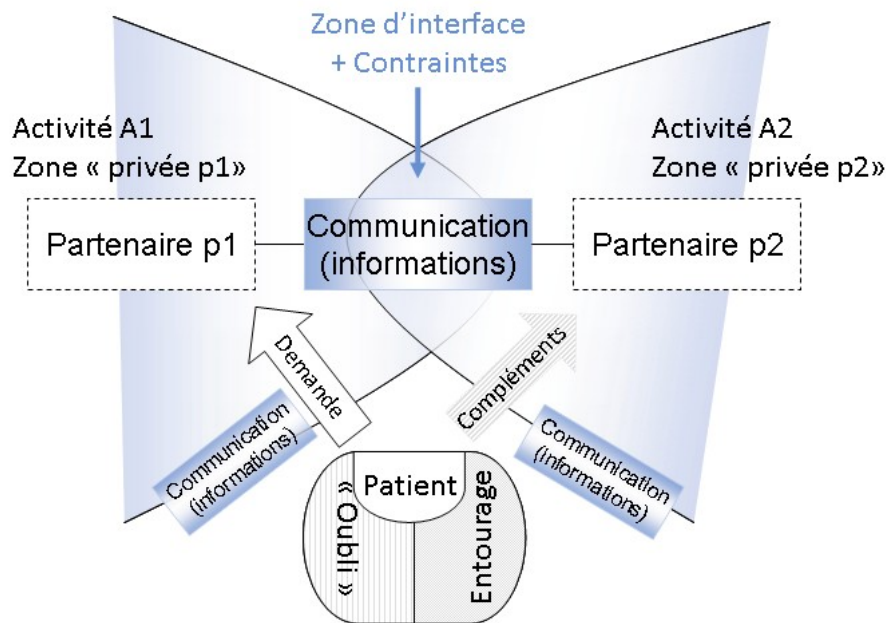 Zone d’interface
+ Contraintes
Activité A1
Zone « privée p1»
Activité A2
Zone « privée p2»
Partenaire p1
Communication
(informations)
Partenaire p2
Demande
Compléments
Communication
(informations)
Communication
(informations)
Patient
« Oubli »
Entourage